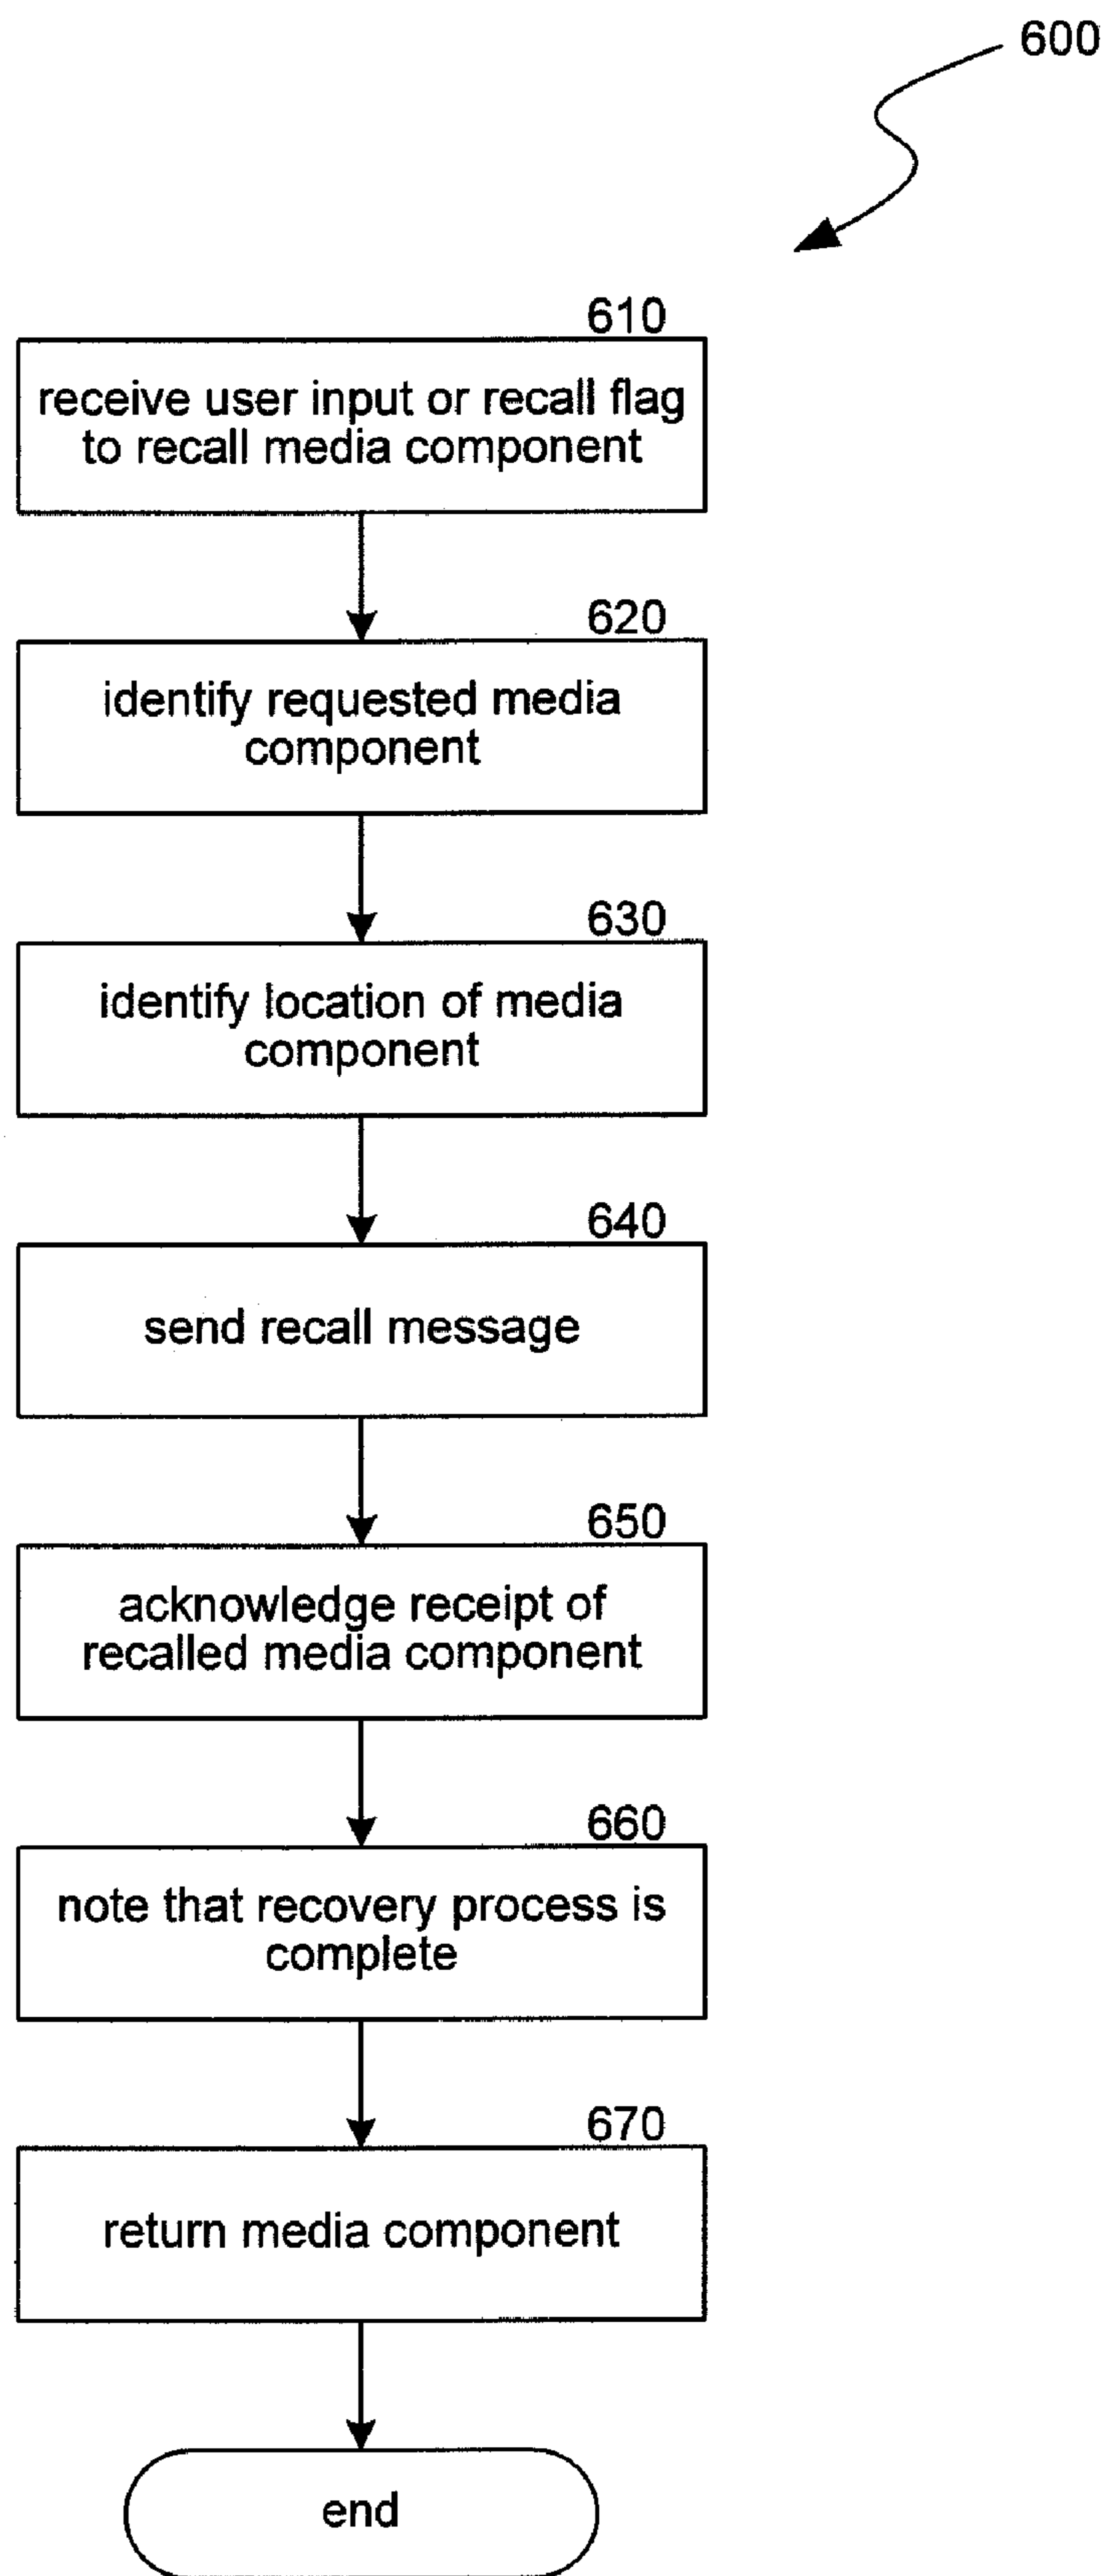 600
610
receive user input or recall flag
to recall media component
620
identify requested media
component
630
identify location of media
component
640
send recall message
650
acknowledge receipt of
recalled media component
660
note that recovery process is
complete
670
return media component
end